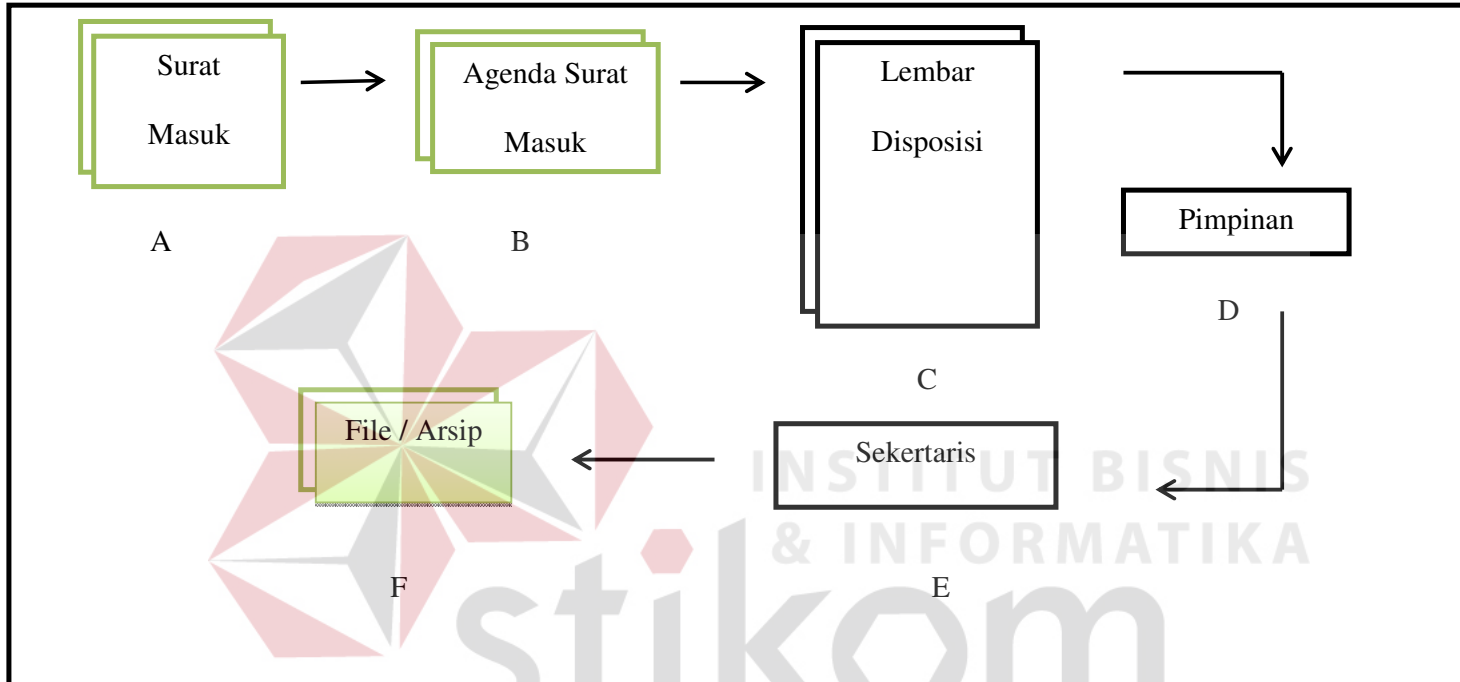 Surat
Masuk
A
Agenda Surat
Masuk
B
Lembar
Disposisi
C
Pimpinan
D
Sekertaris
E
File / Arsip
F
INSTITUT BISNIS
& INFORMATIKA
stikom